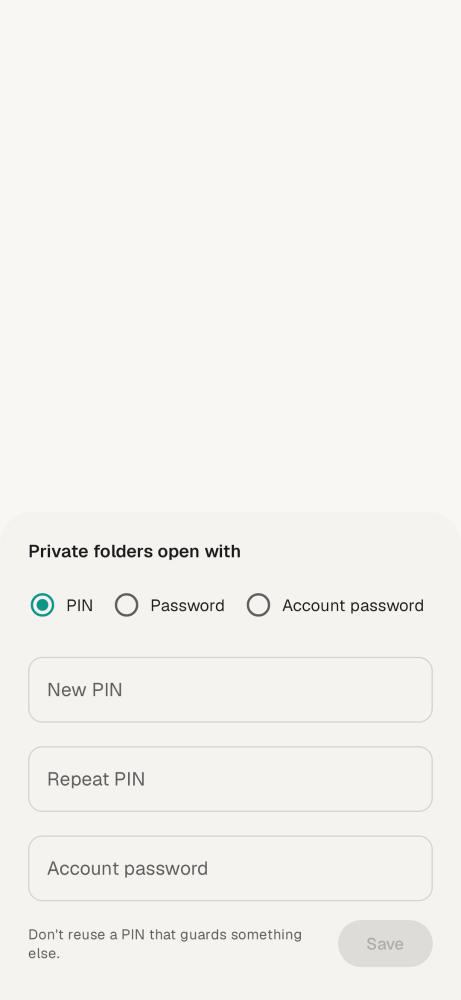 Private folders open with
PIN
Password
Account password
New PIN
Repeat PIN
Account password
Don't reuse a PIN that guards something
else.
Save